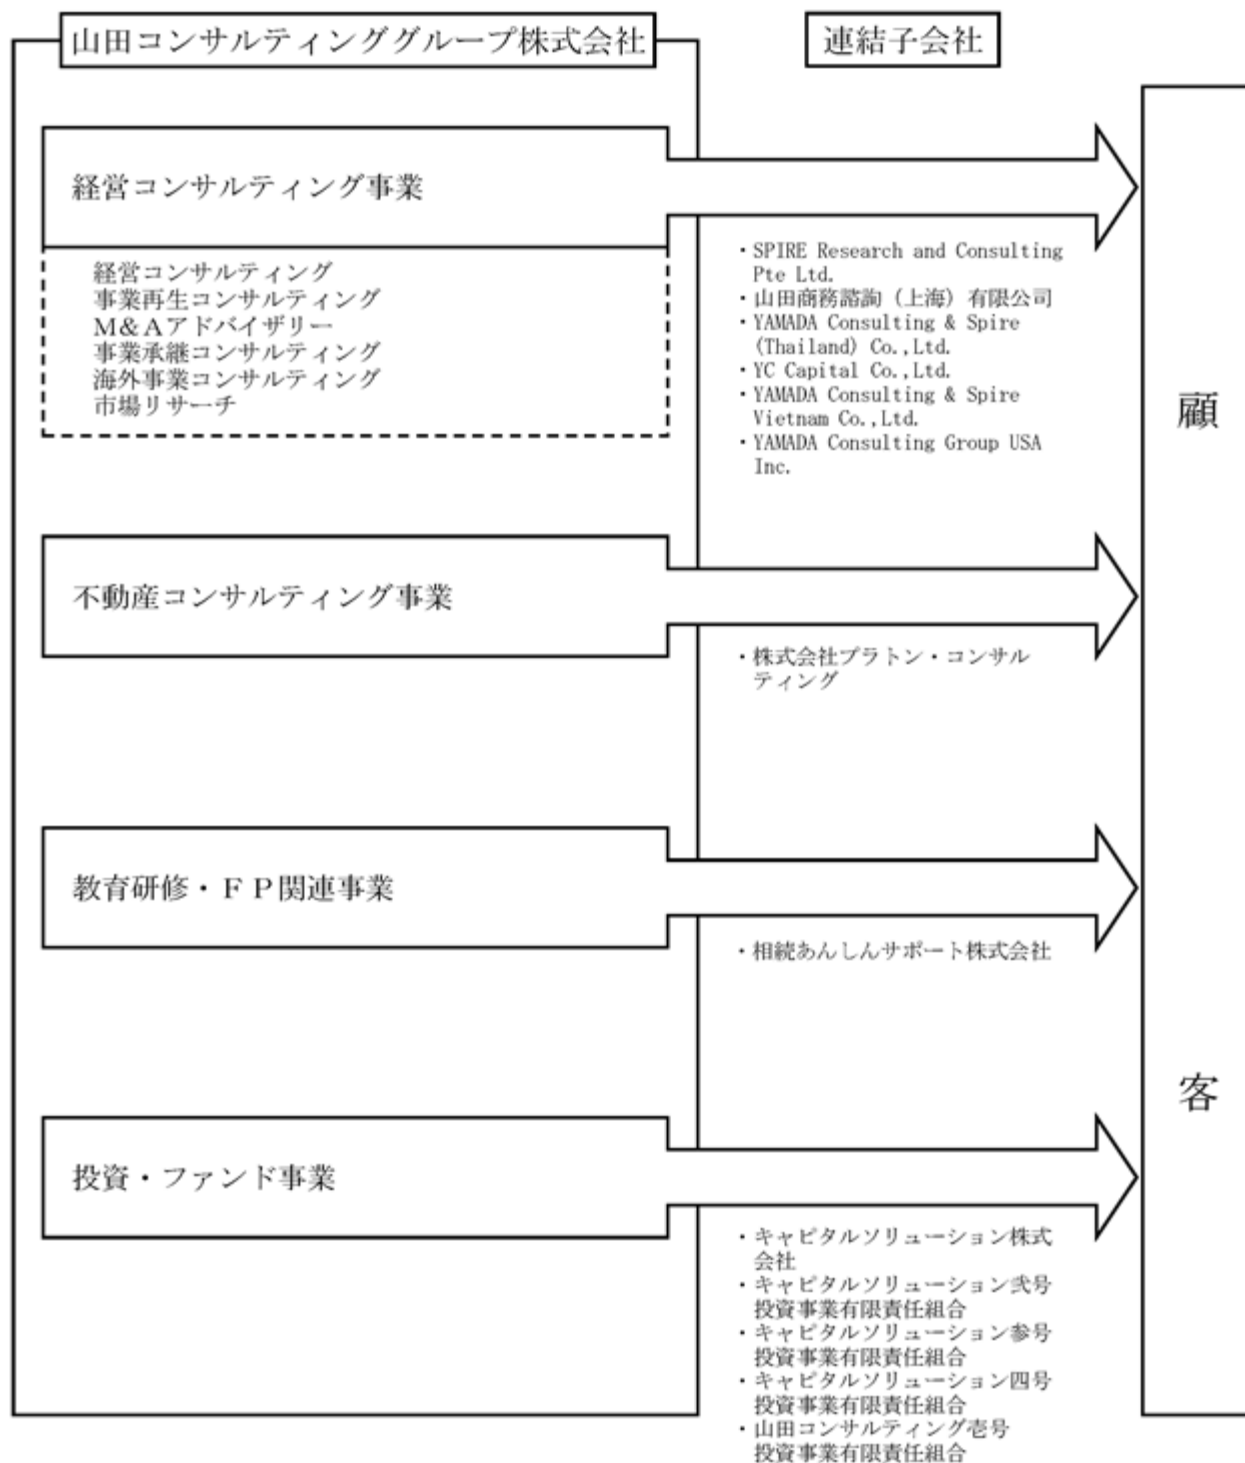 山田コンサルティンググループ株式会社
連結子会社
経営コンサルティング事業
経営コンサルティング
事業再生コンサルティング
Ｍ＆Ａアドバイザリー
事業承継コンサルティング
海外事業コンサルティング
市場リサーチ
・SPIRE Research and Consulting
Pte Ltd.
・山田商務諮詢（上海）有限公司
・YAMADA Consulting & Spire
(Thailand) Co.,Ltd.
・YC Capital Co.,Ltd.
・YAMADA Consulting & Spire
Vietnam Co.,Ltd.
・YAMADA Consulting Group USA
Inc.
不動産コンサルティング事業
・株式会社プラトン・コンサル
ティング
教育研修・ＦＰ関連事業
・相続あんしんサポート株式会社
投資・ファンド事業
・キャピタルソリューション株式
会社
・キャピタルソリューション弐号
投資事業有限責任組合
・キャピタルソリューション参号
投資事業有限責任組合
・キャピタルソリューション四号
投資事業有限責任組合
・山田コンサルティング壱号
投資事業有限責任組合
顧
客